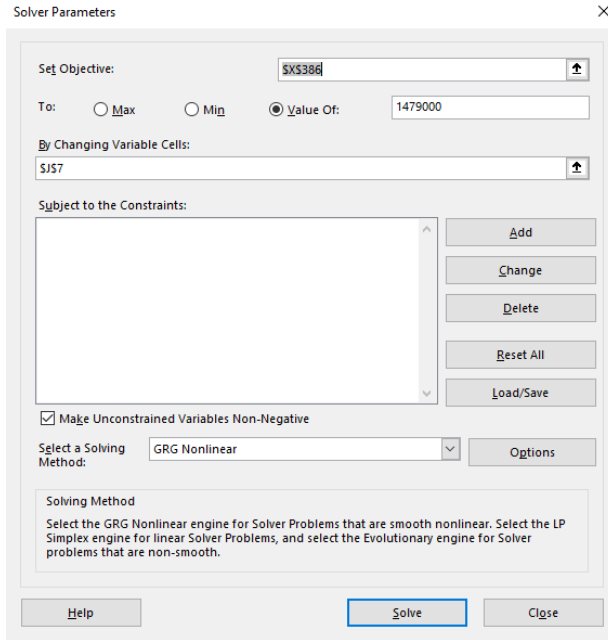 Solver Parameters
Set Objective:
$X$386
To:
Max
Min
Value Of:
1479000
By Changing Variable Cells:
$J$7
Subject to the Constraints:
Add
Change
Delete
Reset All
Load/Save
Make Unconstrained Variables Non-Negative
Select a Solving
Method:
GRG Nonlinear
Options
Solving Method
Select the GRG Nonlinear engine for Solver Problems that are smooth nonlinear. Select the LP
Simplex engine for linear Solver Problems, and select the Evolutionary engine for Solver
problems that are non-smooth.
Help
Solve
Close